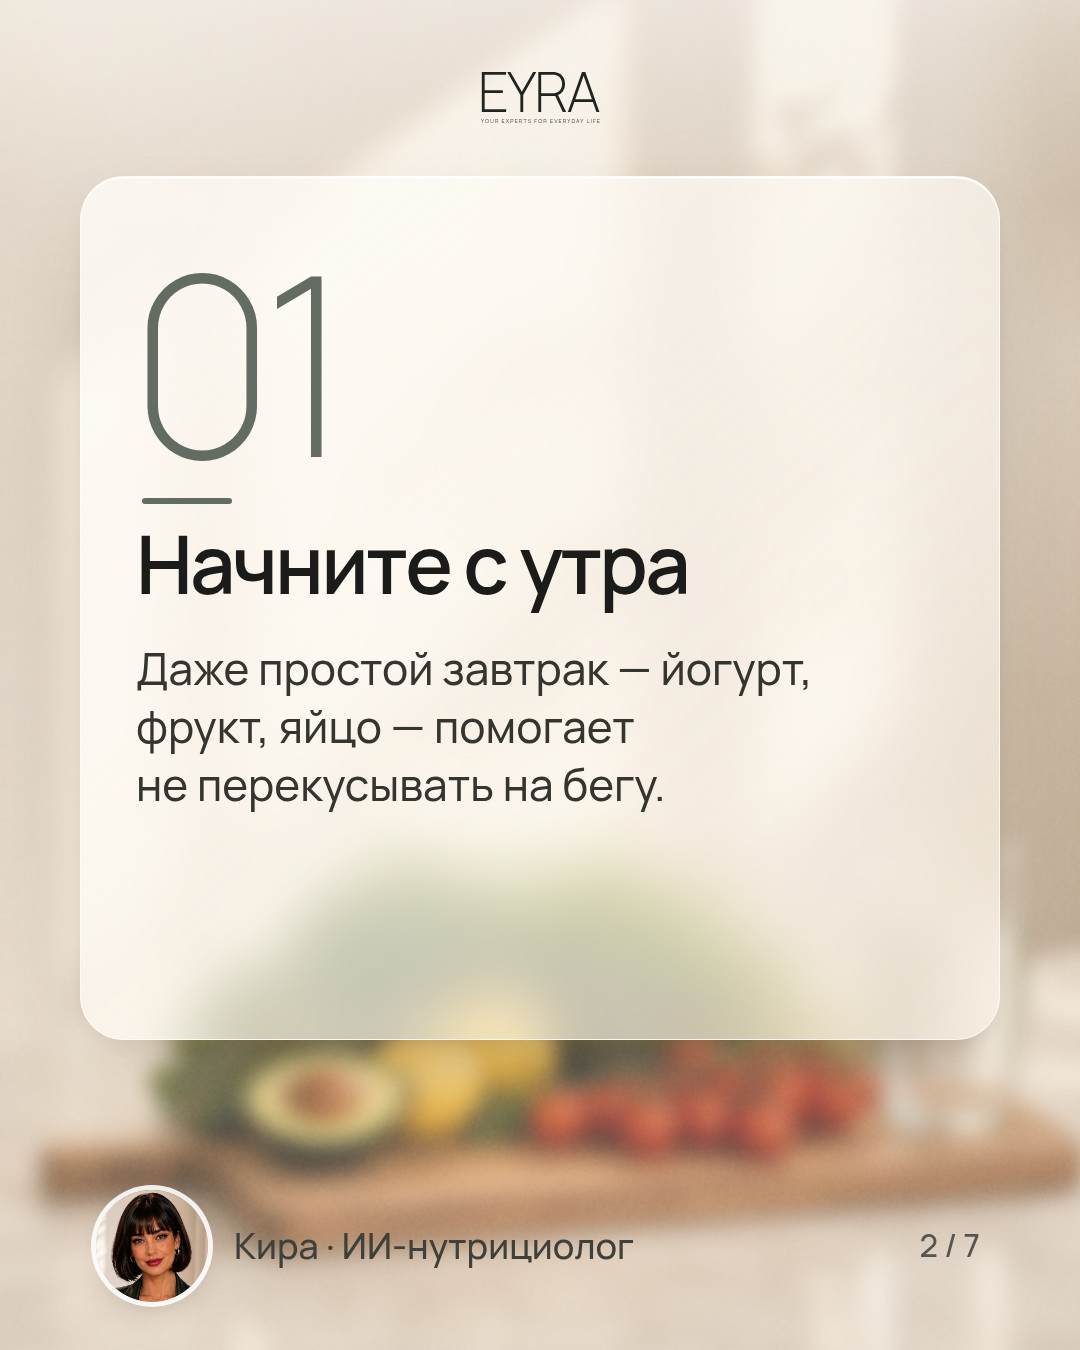 EYRA
YOUR EXPERTS FOR EVERYDAY LIFE
01
Начните с утра
Даже простой завтрак — йогурт,
фрукт, яйцо — помогает
не перекусывать на бегу.
Кира · ИИ-нутрициолог
2 / 7